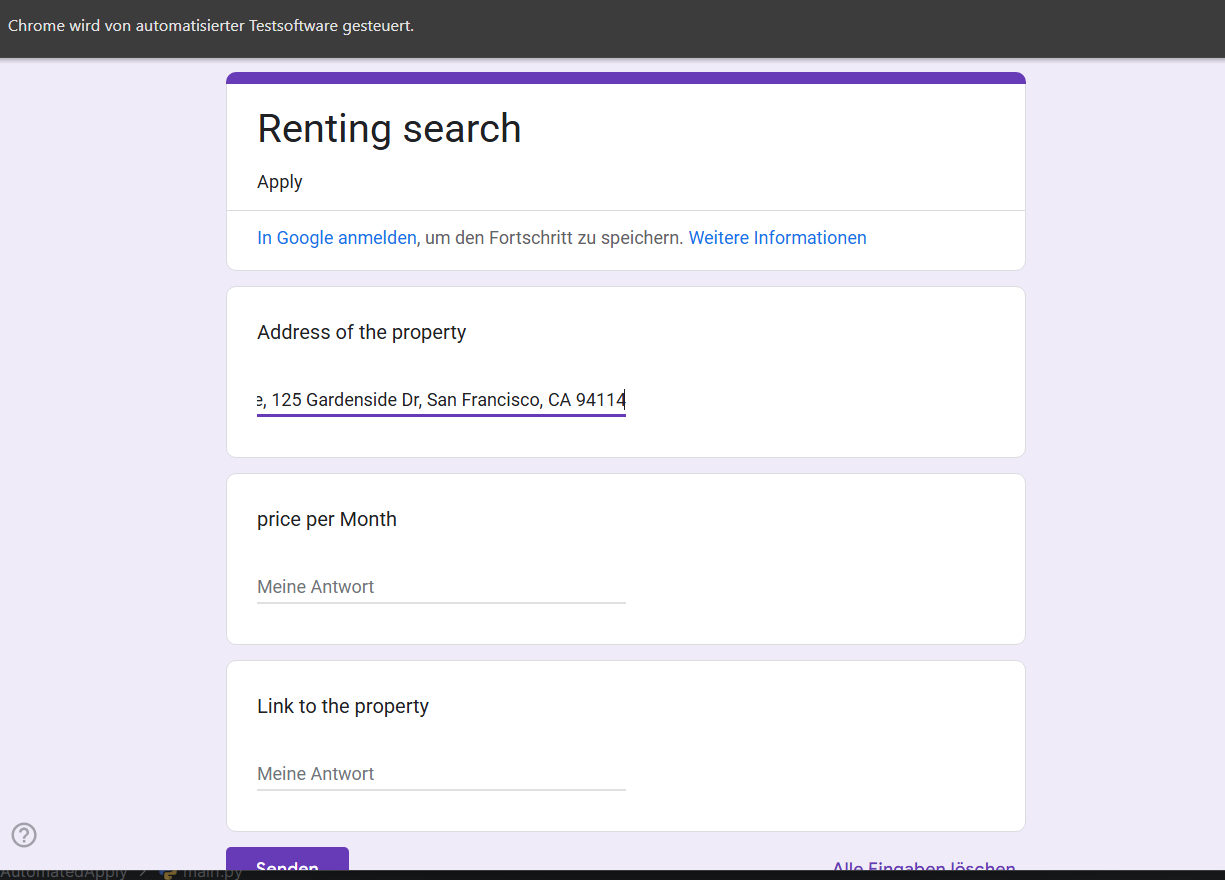 Chrome wird von automatisierter Testsoftware gesteuert.
Renting search
Apply
In Google anmelden, um den Fortschritt zu speichern. Weitere Informationen
Address of the property
e, 125 Gardenside Dr, San Francisco, CA 94114
price per Month
Meine Antwort
Link to the property
Meine Antwort
Senden
Alle Eingaben löschen
AutomatedApply > main.py